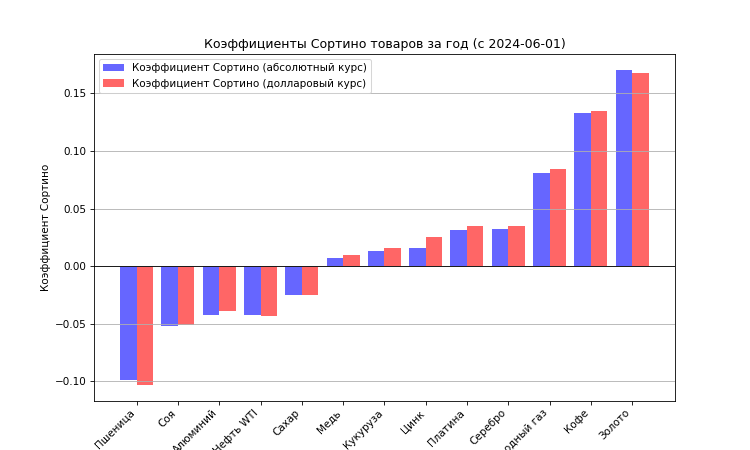 Коэффициенты Сортино товаров за год (с 2024-06-01)
Коэффициент Сортино (абсолютный курс)
Коэффициент Сортино (долларовый курс)
Коэффициент Сортино
0.15
0.10
0.05
0.00
−0.05
−0.10
Пшеница
Соя
Алюминий
Нефть WTI
Сахар
Медь
Кукуруза
Цинк
Платина
Серебро
одный газ
Кофе
Золото